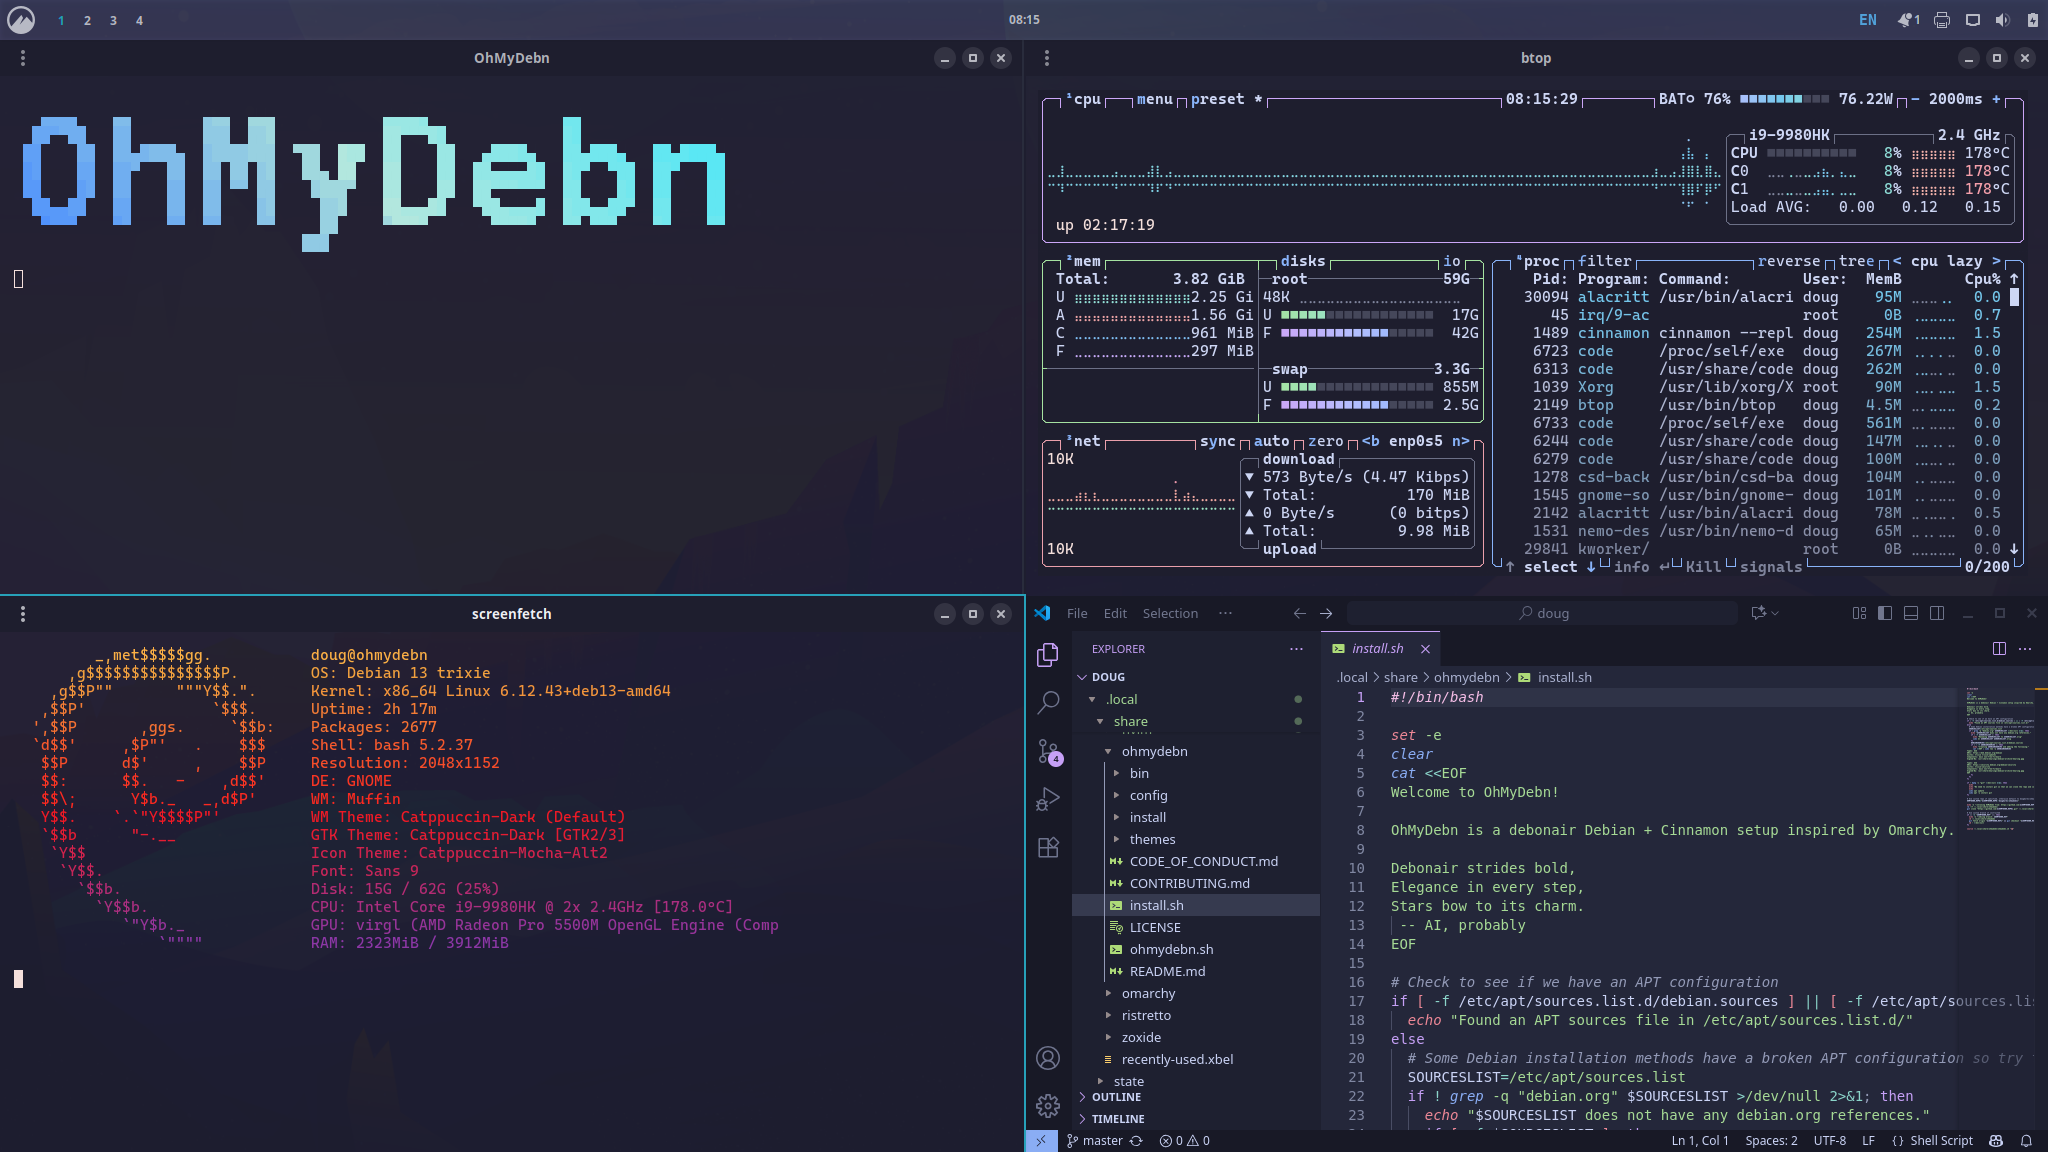 1 2 3 4
08:15
EN
1
OhMyDebn
OhMyDebn
btop
¹cpu menu preset * 08:15:29 BAT 76% 76.22W - 2000ms +
i9-9980HK 2.4 GHz
CPU 8% 178°C
C0 8% 178°C
C1 8% 178°C
Load AVG: 0.00 0.12 0.15
up 02:17:19
²mem
Total: 3.82 GiB
U 2.25 Gi
A 1.56 Gi
C 961 MiB
F 297 MiB
disks io
root 59G
48K
U 17G
F 42G
swap 3.3G
U 855M
F 2.5G
³net sync auto zero <b enp0s5 n>
10K
10K
download
▼ 573 Byte/s (4.47 Kibps)
▼ Total: 170 MiB
▲ 0 Byte/s (0 bitps)
▲ Total: 9.98 MiB
upload
⁴proc filter reverse tree < cpu lazy >
Pid: Program: Command: User: MemB Cpu% ↑
30094 alacritt /usr/bin/alacri doug 95M 0.0
45 irq/9-ac root 0B 0.7
1489 cinnamon cinnamon --repl doug 254M 1.5
6723 code /proc/self/exe doug 267M 0.0
6313 code /usr/share/code doug 262M 0.0
1039 Xorg /usr/lib/xorg/X root 90M 1.5
2149 btop /usr/bin/btop doug 4.5M 0.2
6733 code /proc/self/exe doug 561M 0.0
6244 code /usr/share/code doug 147M 0.0
6279 code /usr/share/code doug 100M 0.0
1278 csd-back /usr/bin/csd-ba doug 104M 0.0
1545 gnome-so /usr/bin/gnome- doug 101M 0.0
2142 alacritt /usr/bin/alacri doug 78M 0.5
1531 nemo-des /usr/bin/nemo-d doug 65M 0.0
29841 kworker/ root 0B 0.0 ↓
↑ select ↓ info ↵ Kill signals 0/200
screenfetch
_,met$$$$$gg.
,g$$$$$$$$$$$$$$$P.
,g$$P"" """Y$$.".
,$$P' `$$$.
',$$P ,ggs. `$$b:
`d$$' ,$P"' . $$$
$$P d$' , $$P
$$: $$. - ,d$$'
$$\; Y$b._ _,d$P'
Y$$. `.`"Y$$$$P"'
`$$b "-.__
`Y$$
`Y$$.
`$$b.
`Y$$b.
`"Y$b._
`""""
doug@ohmydebn
OS: Debian 13 trixie
Kernel: x86_64 Linux 6.12.43+deb13-amd64
Uptime: 2h 17m
Packages: 2677
Shell: bash 5.2.37
Resolution: 2048x1152
DE: GNOME
WM: Muffin
WM Theme: Catppuccin-Dark (Default)
GTK Theme: Catppuccin-Dark [GTK2/3]
Icon Theme: Catppuccin-Mocha-Alt2
Font: Sans 9
Disk: 15G / 62G (25%)
CPU: Intel Core i9-9980HK @ 2x 2.4GHz [178.0°C]
GPU: virgl (AMD Radeon Pro 5500M OpenGL Engine (Comp
RAM: 2323MiB / 3912MiB
File Edit Selection ···
doug
4
EXPLORER ···
DOUG
.local
share
ohmydebn
bin
config
install
themes
CODE_OF_CONDUCT.md
CONTRIBUTING.md
install.sh
LICENSE
ohmydebn.sh
README.md
omarchy
ristretto
zoxide
recently-used.xbel
state
OUTLINE
TIMELINE
install.sh
.local > share > ohmydebn > install.sh
1 #!/bin/bash
2
3 set -e
4 clear
5 cat <<EOF
6 Welcome to OhMyDebn!
7
8 OhMyDebn is a debonair Debian + Cinnamon setup inspired by Omarchy.
9
10 Debonair strides bold,
11 Elegance in every step,
12 Stars bow to its charm.
13 -- AI, probably
14 EOF
15
16 # Check to see if we have an APT configuration
17 if [ -f /etc/apt/sources.list.d/debian.sources ] || [ -f /etc/apt/sources.lis
18 echo "Found an APT sources file in /etc/apt/sources.list.d/"
19 else
20 # Some Debian installation methods have a broken APT configuration so try
21 SOURCESLIST=/etc/apt/sources.list
22 if ! grep -q "debian.org" $SOURCESLIST >/dev/null 2>&1; then
23 echo "$SOURCESLIST does not have any debian.org references."
master 0 0
Ln 1, Col 1 Spaces: 2 UTF-8 LF {} Shell Script